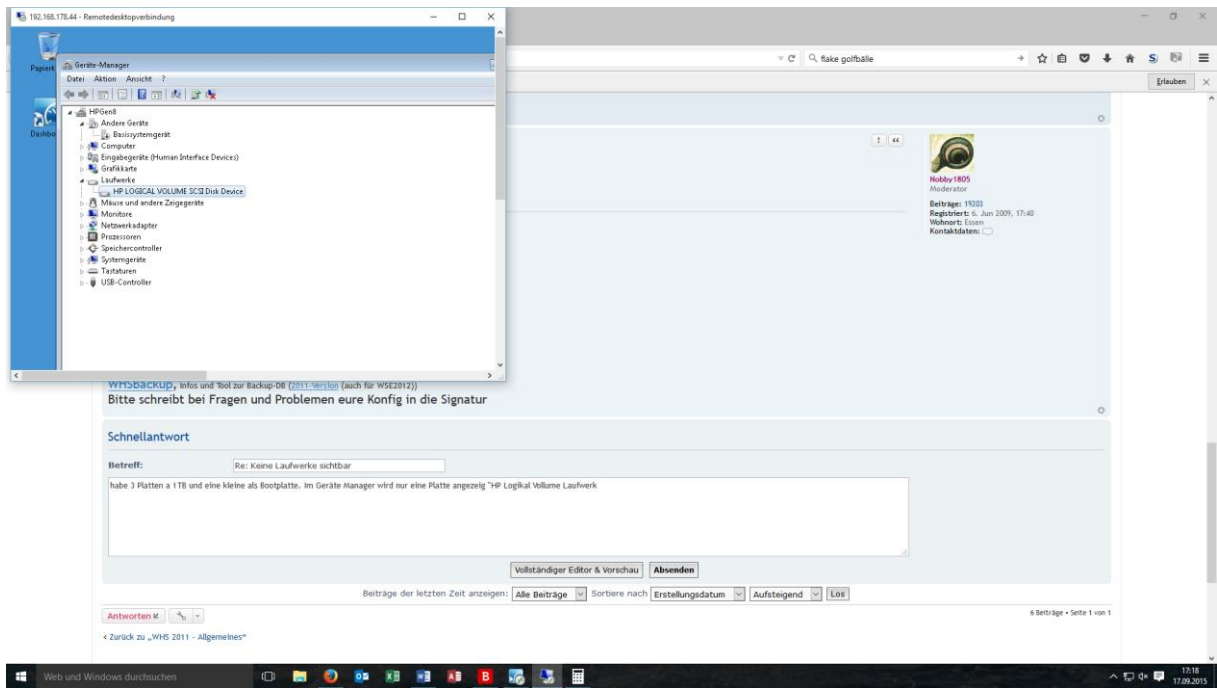 192.168.178.44 - Remotedesktopverbindung
Geräte-Manager
Datei Aktion Ansicht ?
HPGen8
Andere Geräte
Basissystemgerät
Computer
Eingabegeräte (Human Interface Devices)
Grafikkarte
Laufwerke
HP LOGICAL VOLUME SCSI Disk Device
Mäuse und andere Zeigegeräte
Monitore
Netzwerkadapter
Prozessoren
Speichercontroller
Systemgeräte
Tastaturen
USB-Controller
Papierk
Dashbo
flake golfbälle
Erlauben
Nobby1805
Moderator
Beiträge: 19203
Registriert: 6. Jun 2009, 17:40
Wohnort: Essen
Kontaktdaten:
WHSbackup, Infos und Tool zur Backup-DB (2011-Version (auch für WSE2012))
Bitte schreibt bei Fragen und Problemen eure Konfig in die Signatur
Schnellantwort
Betreff: Re: Keine Laufwerke sichtbar
habe 3 Platten a 1TB und eine kleine als Bootplatte. Im Geräte Manager wird nur eine Platte angezeig "HP Logikal Vollume Laufwerk
Vollständiger Editor & Vorschau Absenden
Beiträge der letzten Zeit anzeigen: Alle Beiträge Sortiere nach Erstellungsdatum Aufsteigend Los
Antworten
6 Beiträge • Seite 1 von 1
Zurück zu „WHS 2011 - Allgemeines"
Web und Windows durchsuchen
17:18
17.09.2015